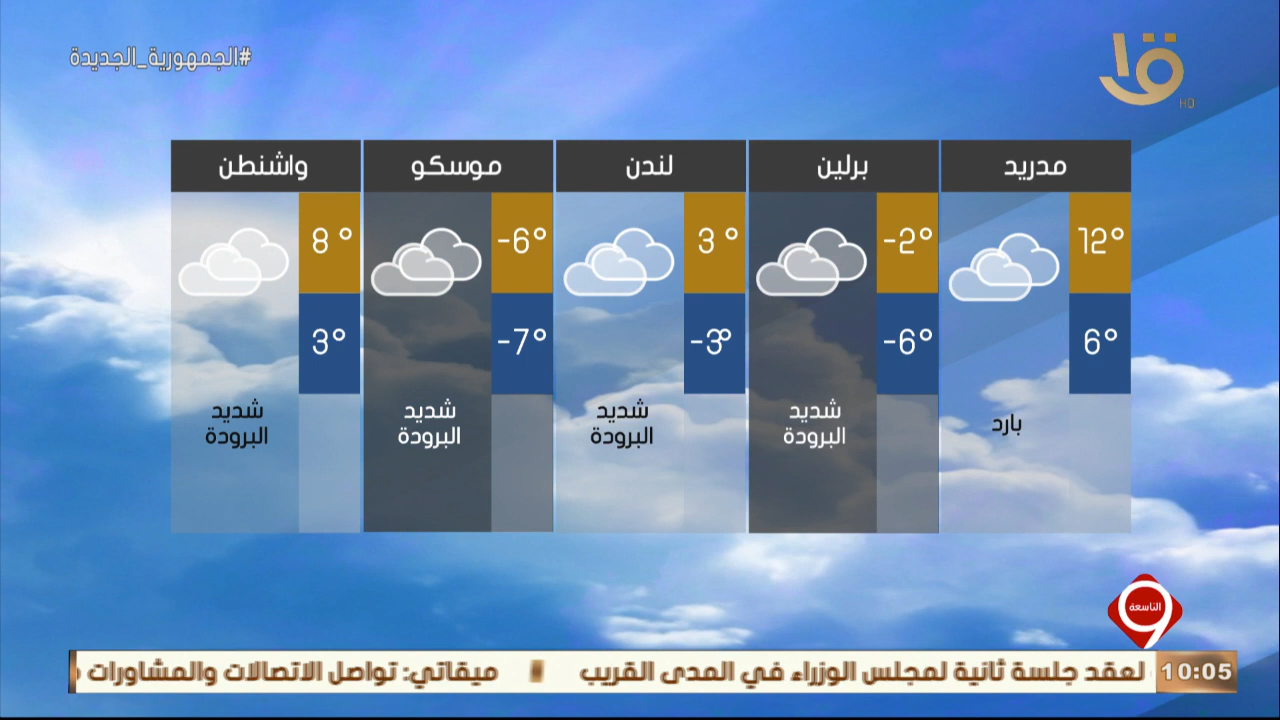 #الجمهورية_الجديدة
HD
مدريد
12°
6°
بارد
برلين
-2°
-6°
شديد
البرودة
لندن
3 °
-3°
شديد
البرودة
موسكو
-6°
-7°
شديد
البرودة
واشنطن
8 °
3°
شديد
البرودة
التاسعة
9
10:05
لعقد جلسة ثانية لمجلس الوزراء في المدى القريب
ميقاتي: تواصل الاتصالات والمشاورات